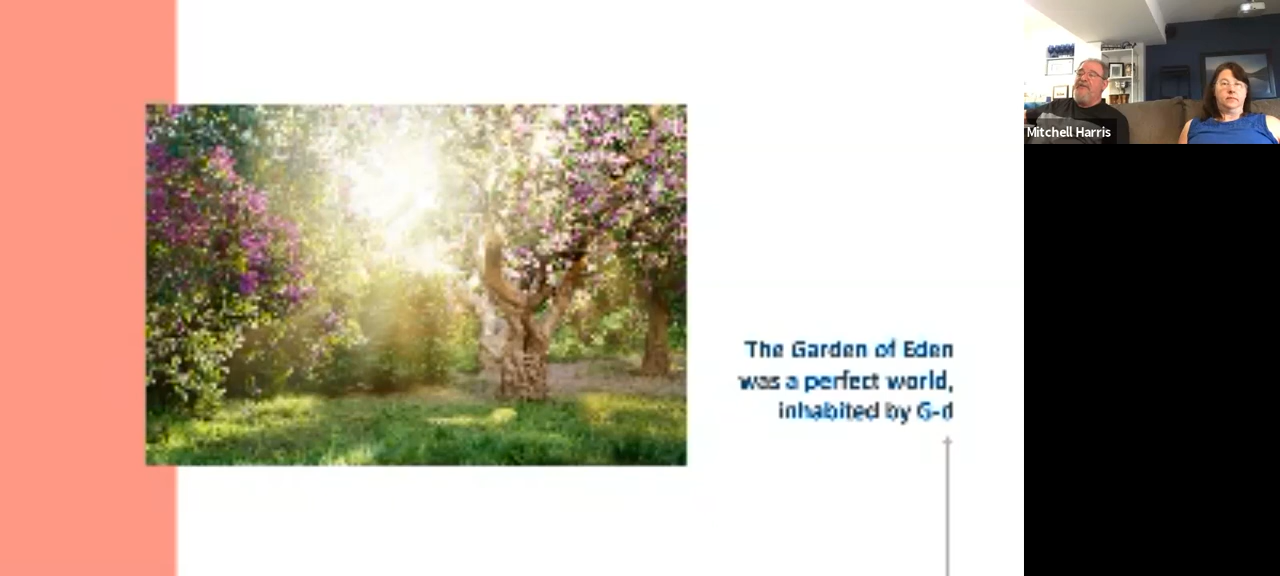 The Garden of Eden
was a perfect world,
inhabited by G-d
Mitchell Harris